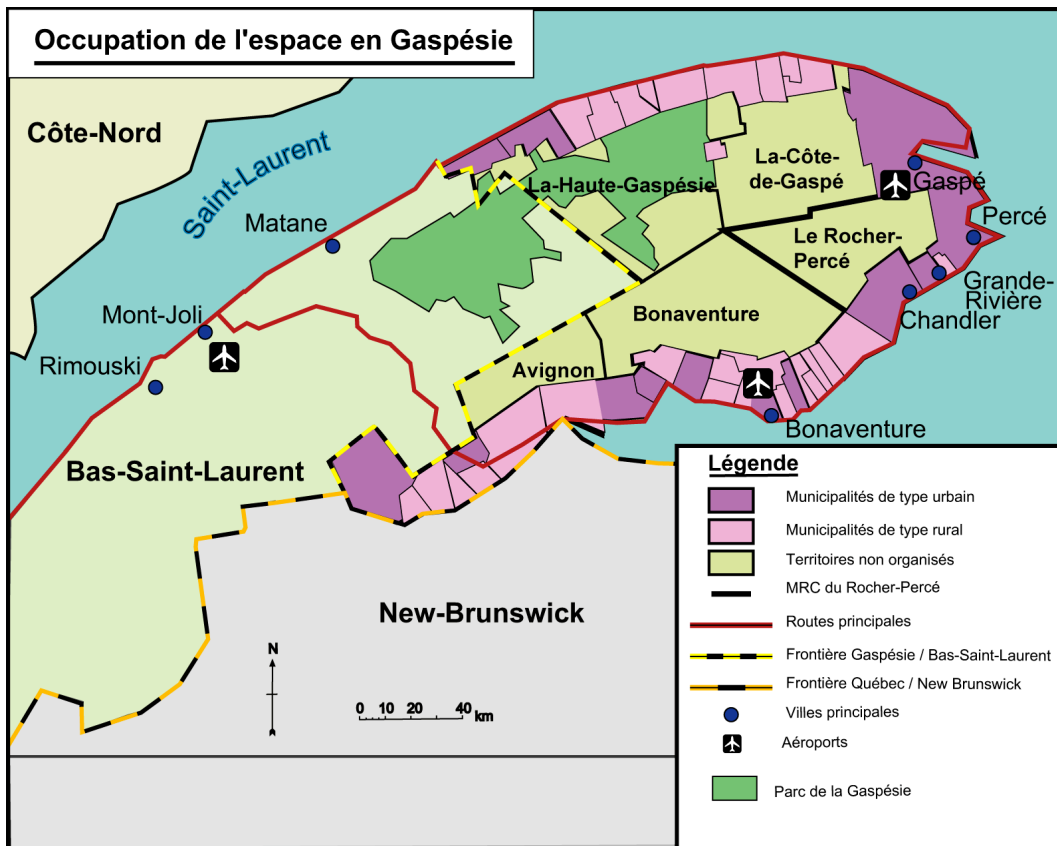 Occupation de l'espace en Gaspésie
Côte-Nord
Saint-Laurent
La-Côte-
de-Gaspé
La-Haute-Gaspésie
Gaspé
Matane
Percé
Le Rocher-
Percé
Grande-
Rivière
Mont-Joli
Bonaventure
Chandler
Rimouski
Avignon
Bonaventure
Bas-Saint-Laurent
New-Brunswick
N
0 10 20 40
km
Légende
Municipalités de type urbain
Municipalités de type rural
Territoires non organisés
MRC du Rocher-Percé
Routes principales
Frontière Gaspésie / Bas-Saint-Laurent
Frontière Québec / New Brunswick
Villes principales
Aéroports
Parc de la Gaspésie